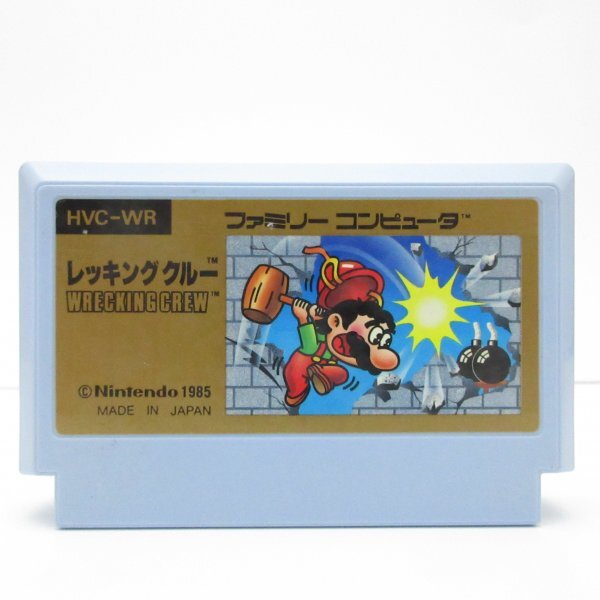 HVC-WR
ファミリー コンピュータ™
レッキングクルー™
WRECKING CREW™
©Nintendo 1985
MADE IN JAPAN